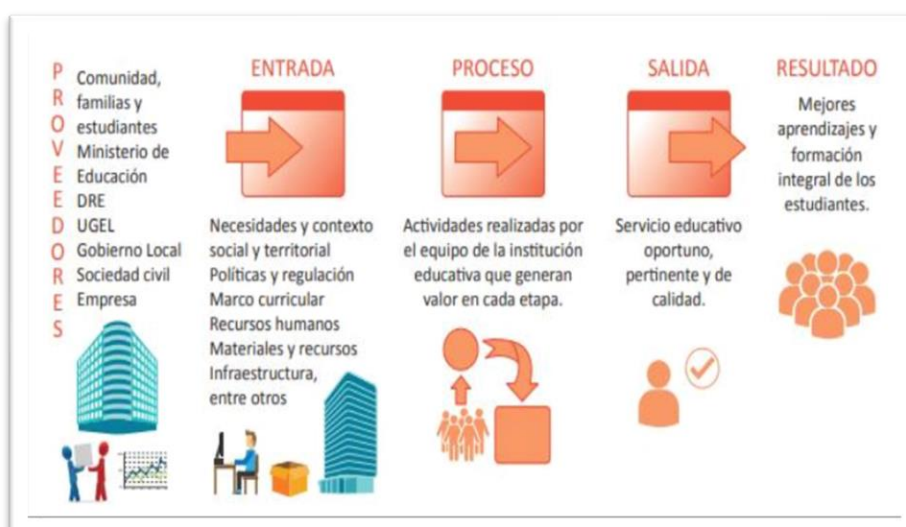 PROVEEDORES
Comunidad,
familias y
estudiantes
Ministerio de
Educación
DRE
UGEL
Gobierno Local
Sociedad civil
Empresa
ENTRADA
Necesidades y contexto
social y territorial
Políticas y regulación
Marco curricular
Recursos humanos
Materiales y recursos
Infraestructura,
entre otros
PROCESO
Actividades realizadas por
el equipo de la institución
educativa que generan
valor en cada etapa.
SALIDA
Servicio educativo
oportuno,
pertinente y de
calidad.
RESULTADO
Mejores
aprendizajes y
formación
integral de los
estudiantes.